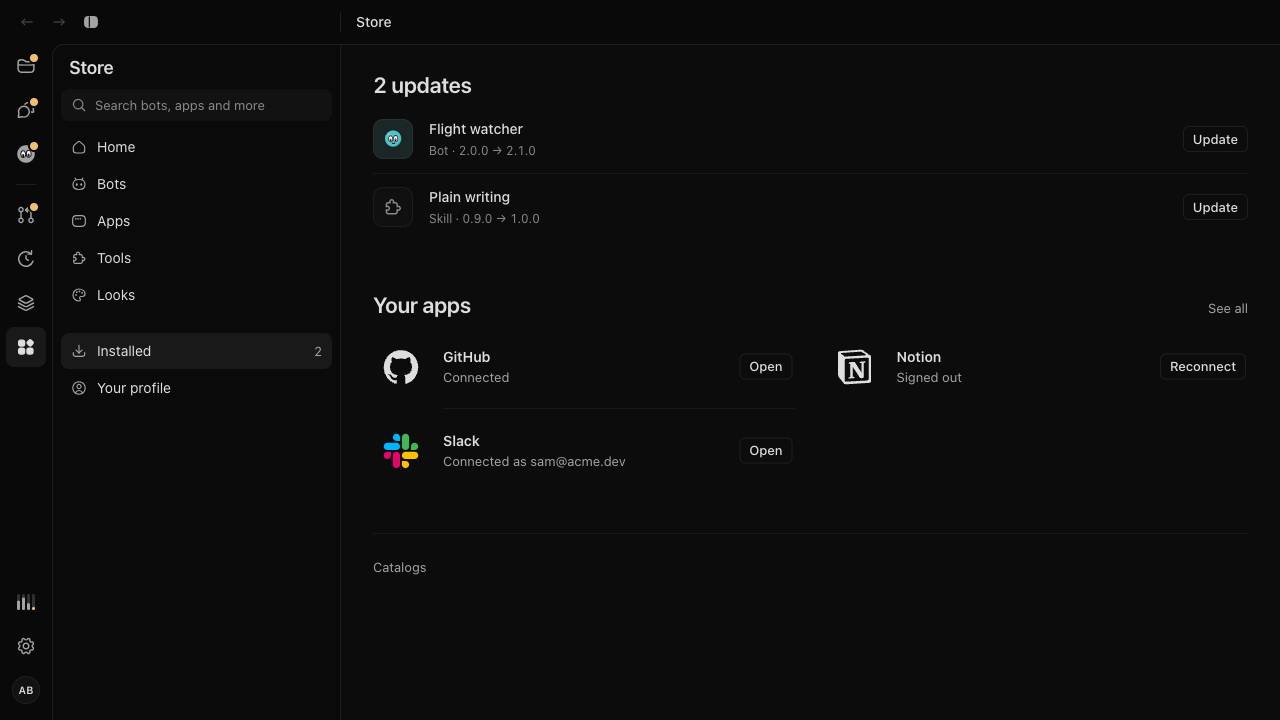 Store
Store
Search bots, apps and more
Home
Bots
Apps
Tools
Looks
Installed 2
Your profile
AB
2 updates
Flight watcher
Bot · 2.0.0 → 2.1.0
Update
Plain writing
Skill · 0.9.0 → 1.0.0
Update
Your apps
See all
GitHub
Connected
Open
Notion
Signed out
Reconnect
Slack
Connected as sam@acme.dev
Open
Catalogs